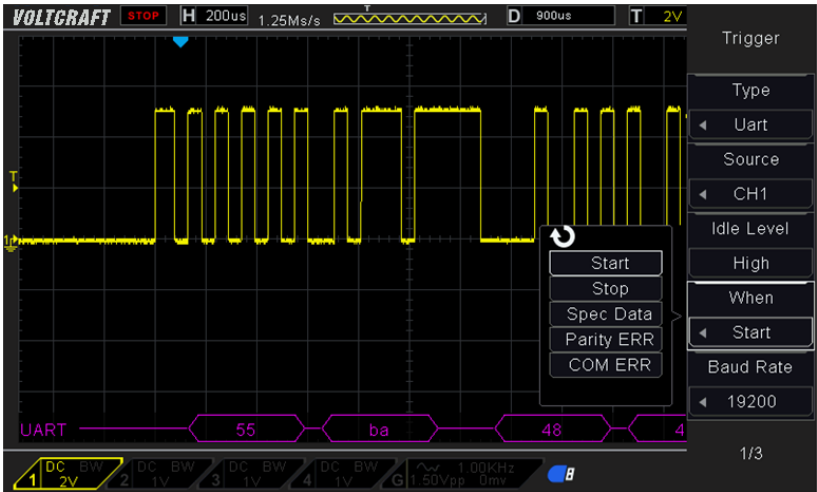 VOLTCRAFT STOP H 200us 1.25Ms/s T D 900us T 2V
Trigger
Type
Uart
Source
CH1
Idle Level
High
When
Start
Baud Rate
19200
1/3
T
1
Start
Stop
Spec Data
Parity ERR
COM ERR
UART 55 ba 48 4
1 DC BW 2V
2 DC BW 1V
3 DC BW 1V
4 DC BW 1V
G 1.00KHz 1.50Vpp 0mv